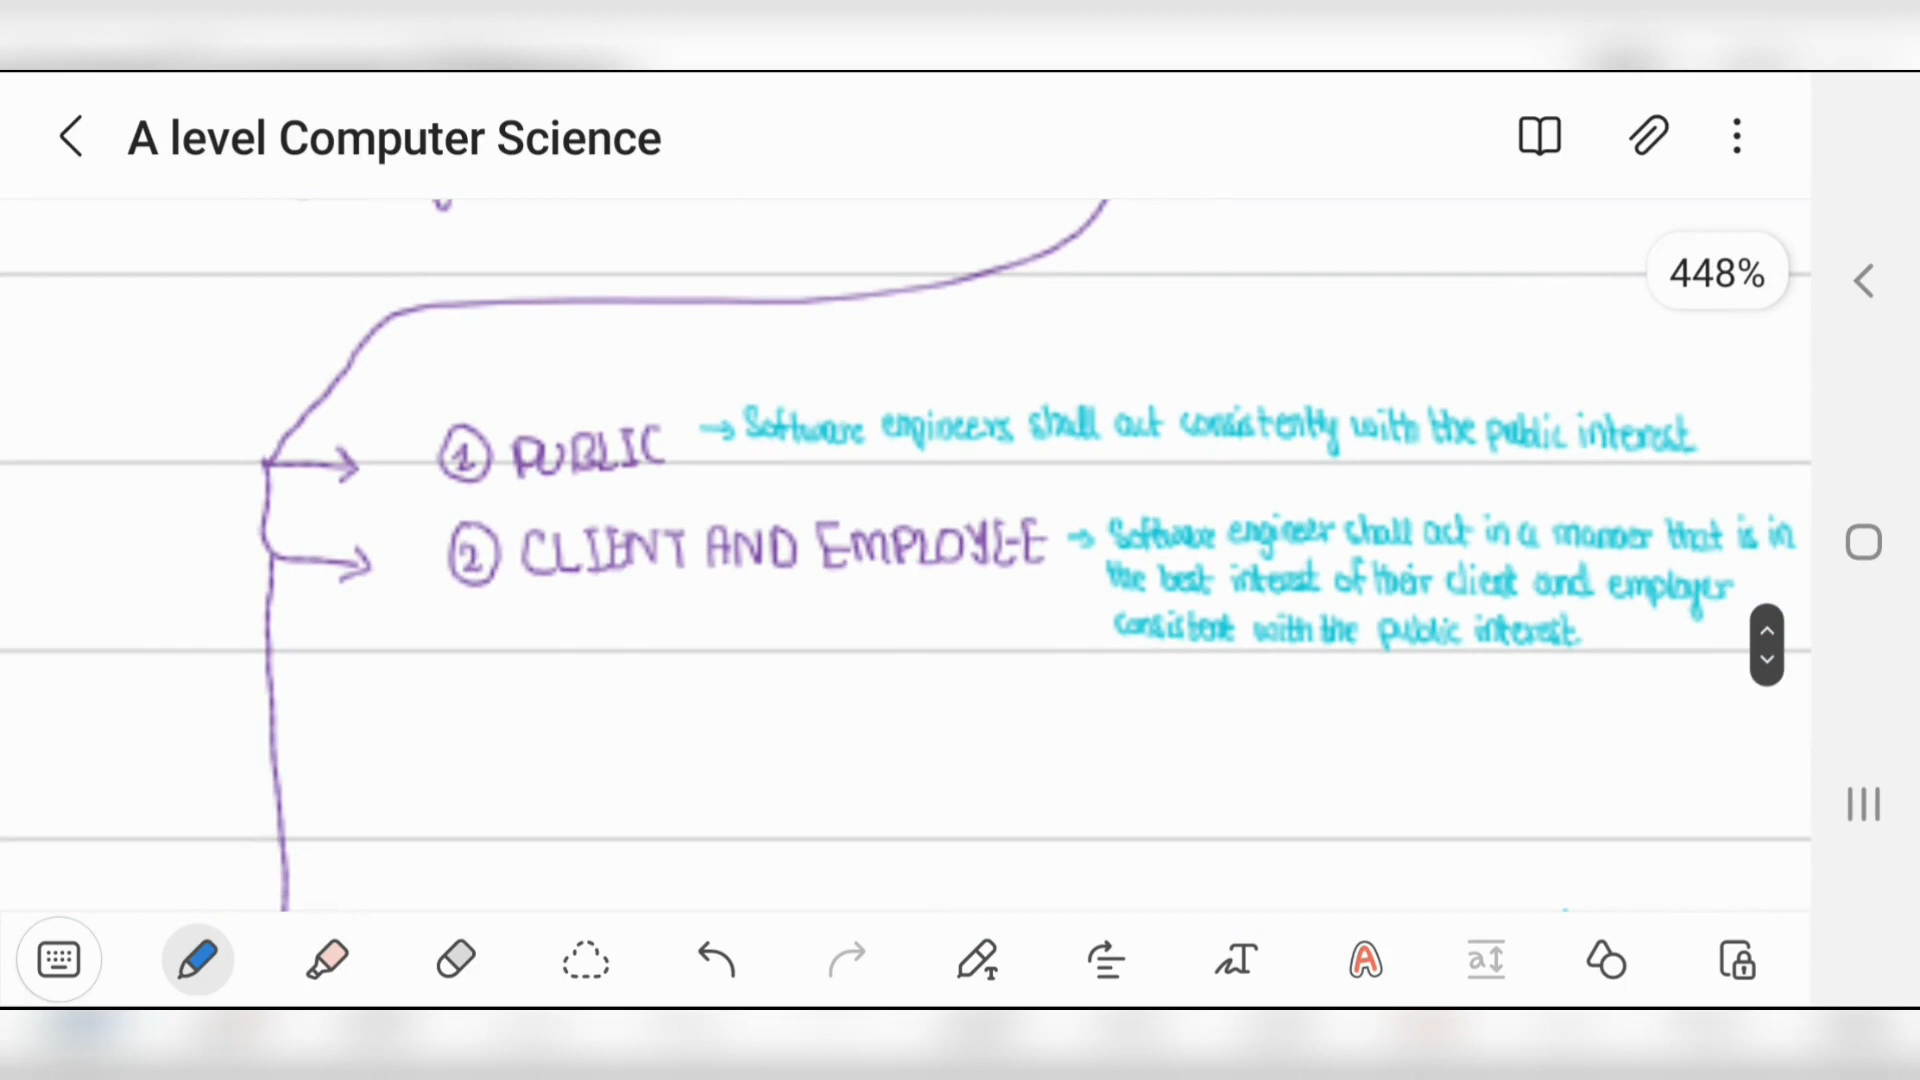 A level Computer Science
448%
① PUBLIC → Software engineers shall act consistently with the public interest
② CLIENT AND EMPLOYEE → Software engineer shall act in a manner that is in
the best interest of their client and employer
consistent with the public interest